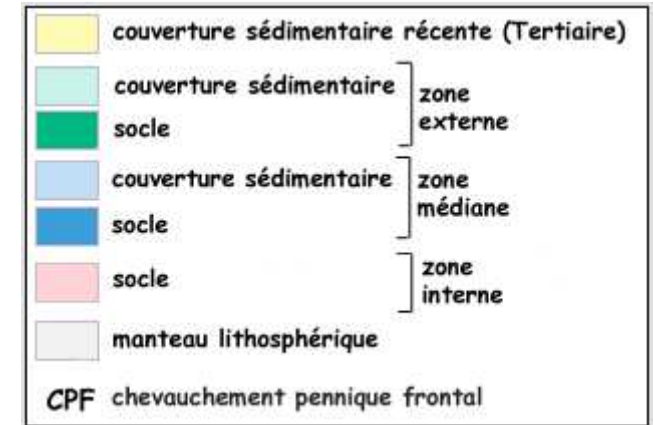 couverture sédimentaire récente (Tertiaire)
couverture sédimentaire
socle
zone
externe
couverture sédimentaire
socle
zone
médiane
socle
zone
interne
manteau lithosphérique
CPF chevauchement pennique frontal